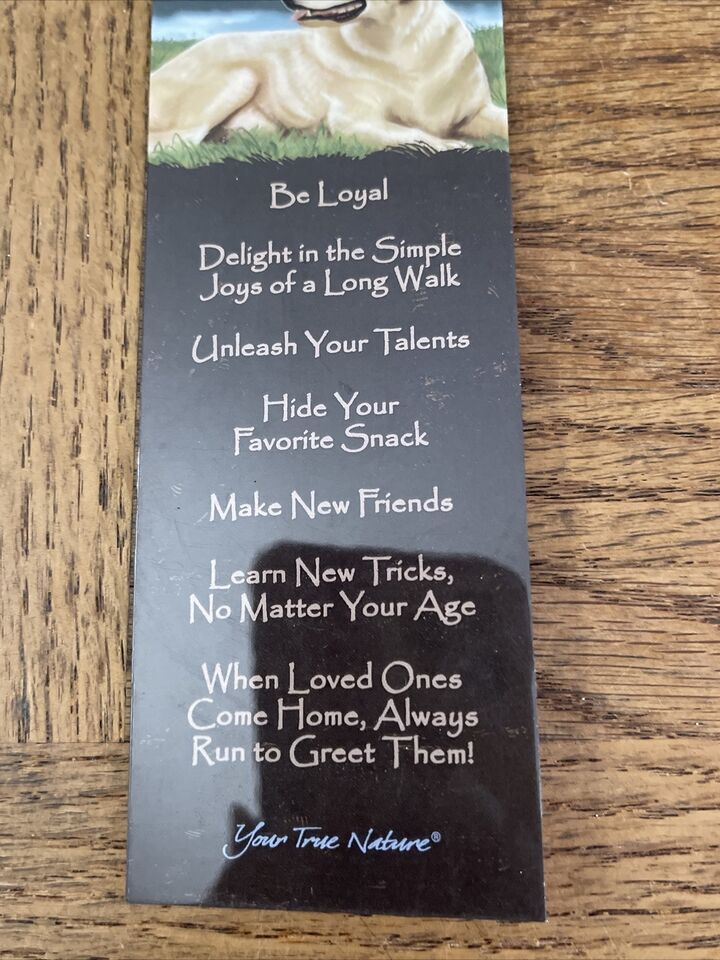 Be Loyal
Delight in the Simple
Joys of a Long Walk
Unleash Your Talents
Hide Your
Favorite Snack
Make New Friends
Learn New Tricks,
No Matter Your Age
When Loved Ones
Come Home, Always
Run to Greet Them!
Your True Nature®